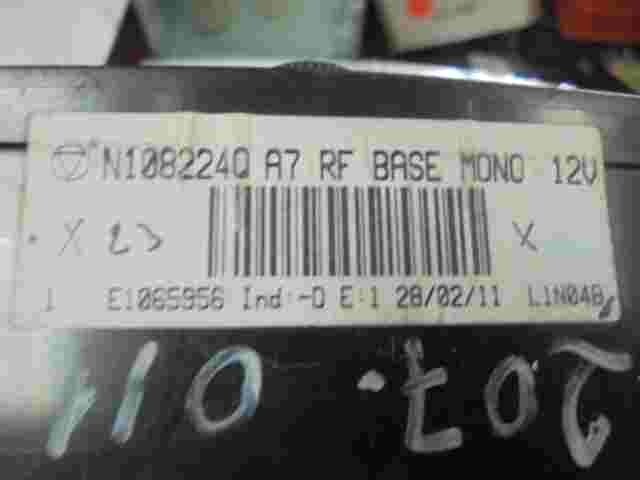 N108224Q A7 RF BASE MONO 12V
X 23 X
1 E1065956 Ind:-D E:1 28/02/11 L1N04B